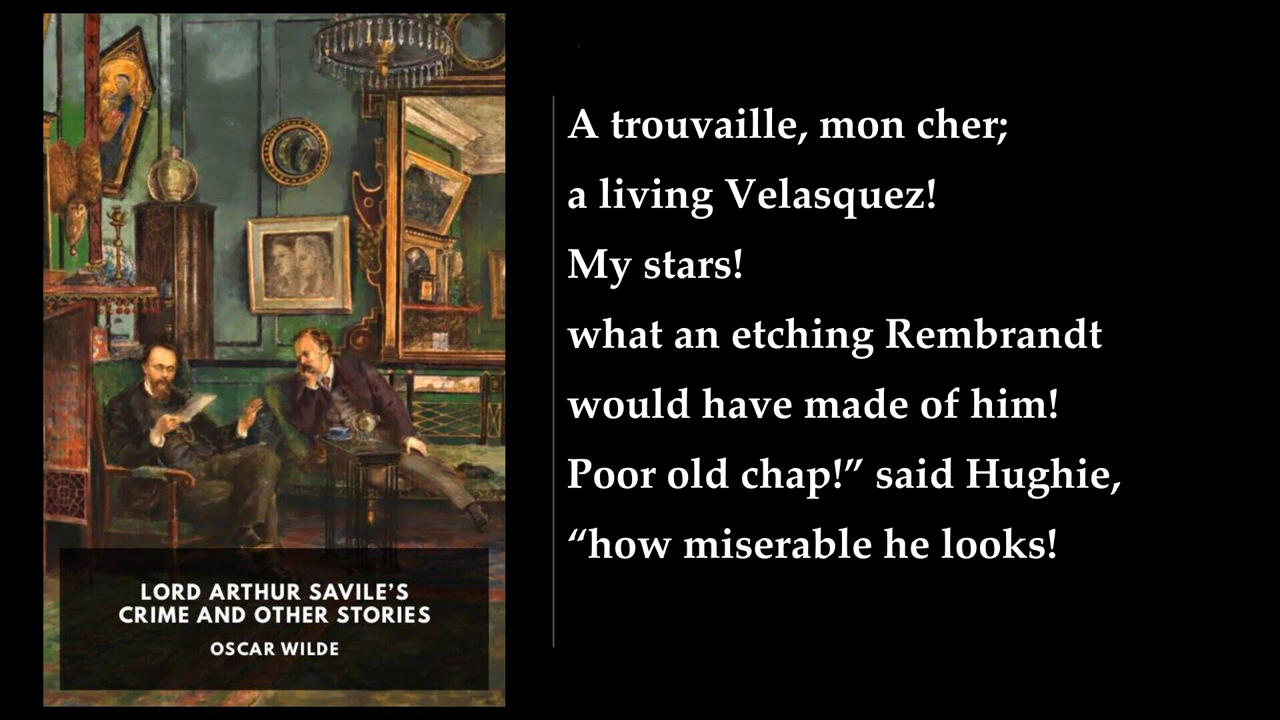 A trouvaille, mon cher;
a living Velasquez!
My stars!
what an etching Rembrandt
would have made of him!
Poor old chap!” said Hughie,
“how miserable he looks!
LORD ARTHUR SAVILE’S
CRIME AND OTHER STORIES
OSCAR WILDE